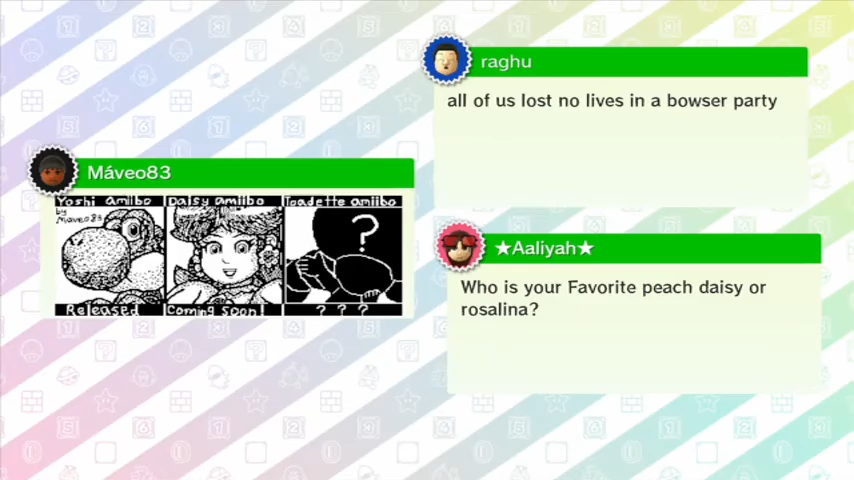 raghu
all of us lost no lives in a bowser party
Máveo83
Yoshi amiibo
Daisy amiibo
Toadette amiibo
by
Maveo83
?
Released
Coming soon!
? ? ?
★Aaliyah★
Who is your Favorite peach daisy or
rosalina?